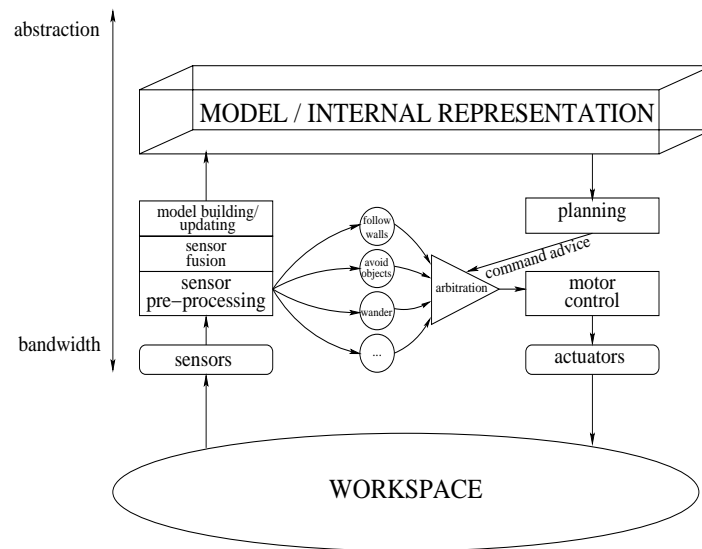 abstraction
MODEL / INTERNAL REPRESENTATION
model building/
updating
sensor
fusion
sensor
pre-processing
sensors
bandwidth
follow
walls
avoid
objects
wander
...
arbitration
command advice
planning
motor
control
actuators
WORKSPACE